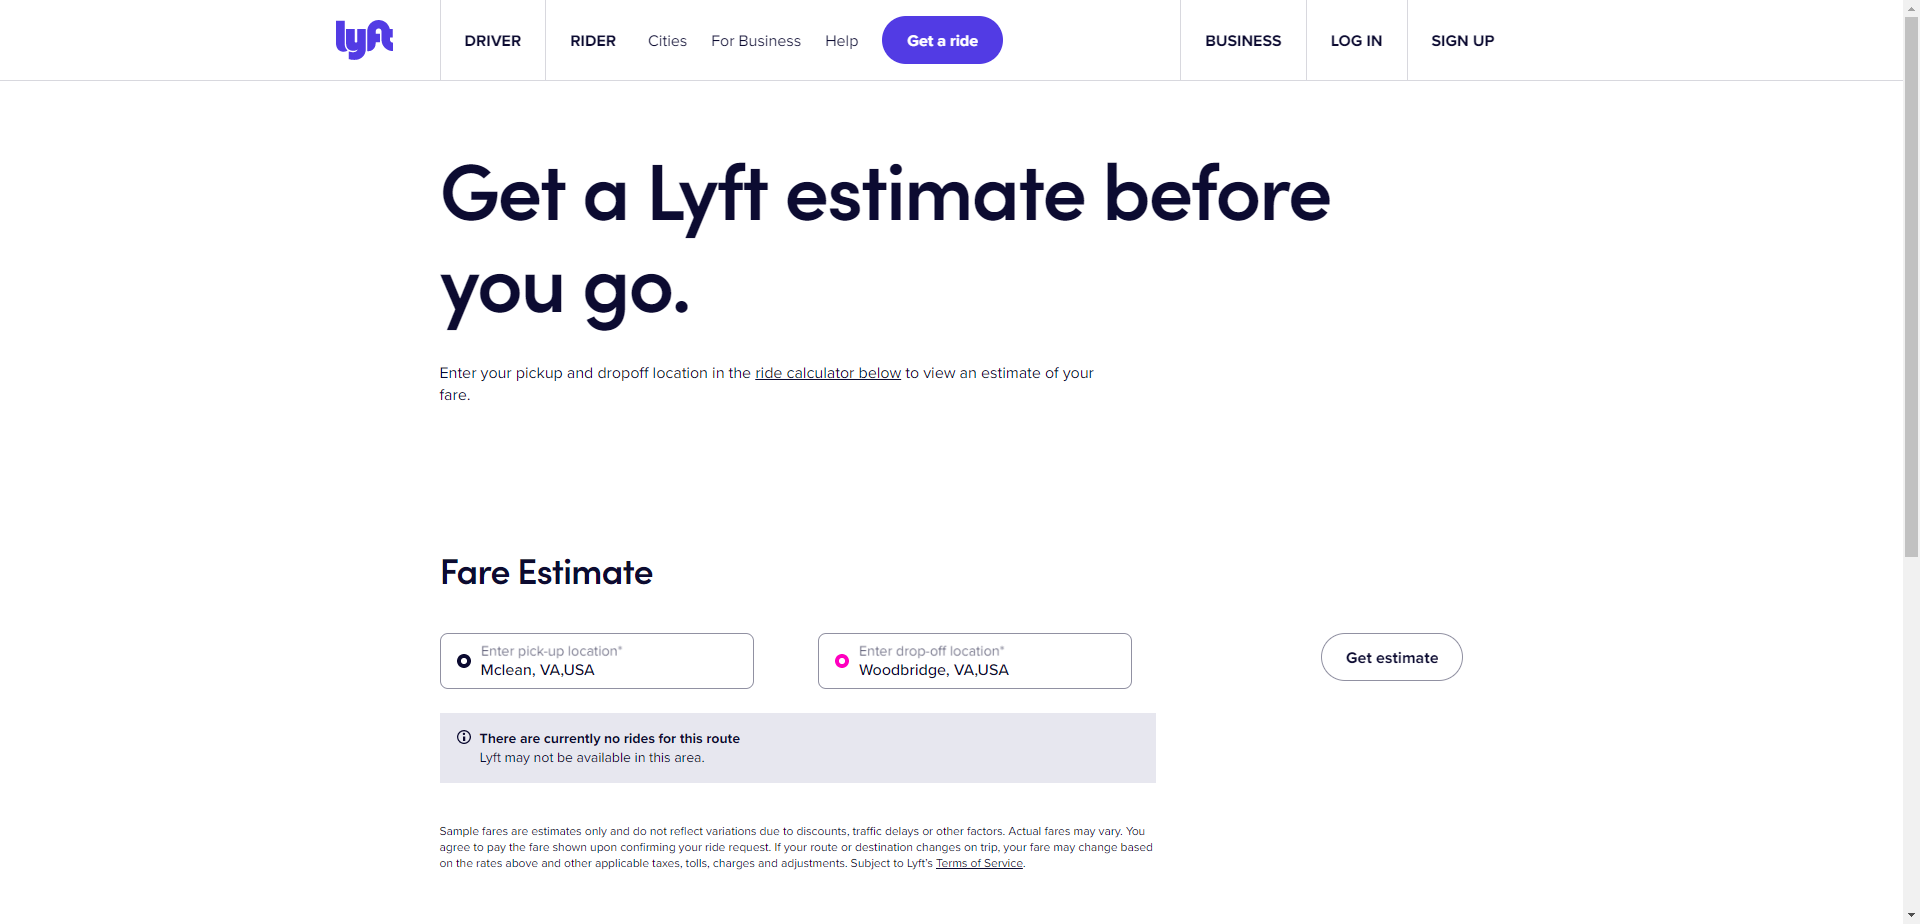 lyft
DRIVER
RIDER
Cities
For Business
Help
Get a ride
BUSINESS
LOG IN
SIGN UP
Get a Lyft estimate before
you go.
Enter your pickup and dropoff location in the ride calculator below to view an estimate of your
fare.
Fare Estimate
Enter pick-up location*
Mclean, VA,USA
Enter drop-off location*
Woodbridge, VA,USA
Get estimate
There are currently no rides for this route
Lyft may not be available in this area.
Sample fares are estimates only and do not reflect variations due to discounts, traffic delays or other factors. Actual fares may vary. You
agree to pay the fare shown upon confirming your ride request. If your route or destination changes on trip, your fare may change based
on the rates above and other applicable taxes, tolls, charges and adjustments. Subject to Lyft's Terms of Service.